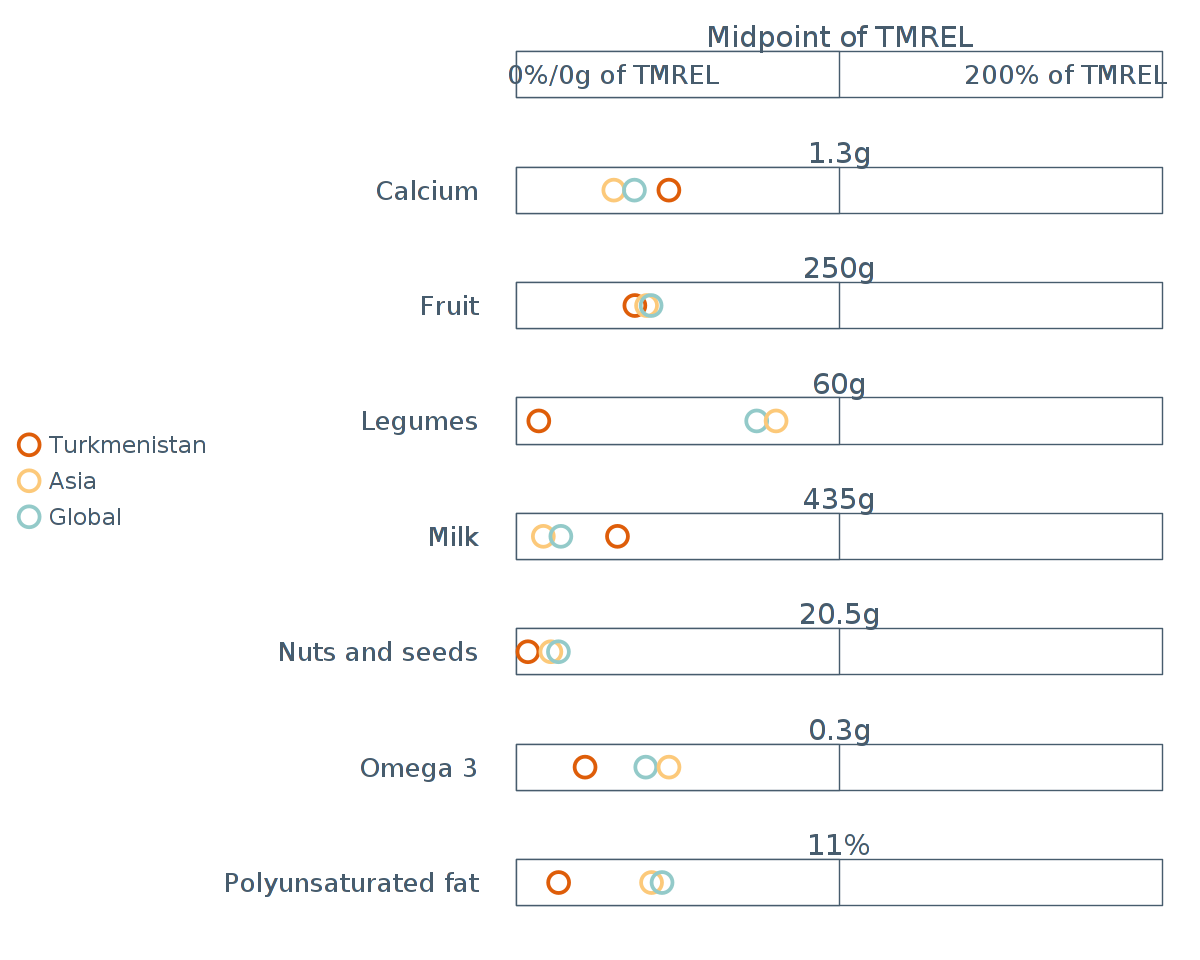 Midpoint of TMREL
0%/0g of TMREL
200% of TMREL
1.3g
Calcium
250g
Fruit
60g
Legumes
Turkmenistan
Asia
Global
435g
Milk
20.5g
Nuts and seeds
0.3g
Omega 3
11%
Polyunsaturated fat